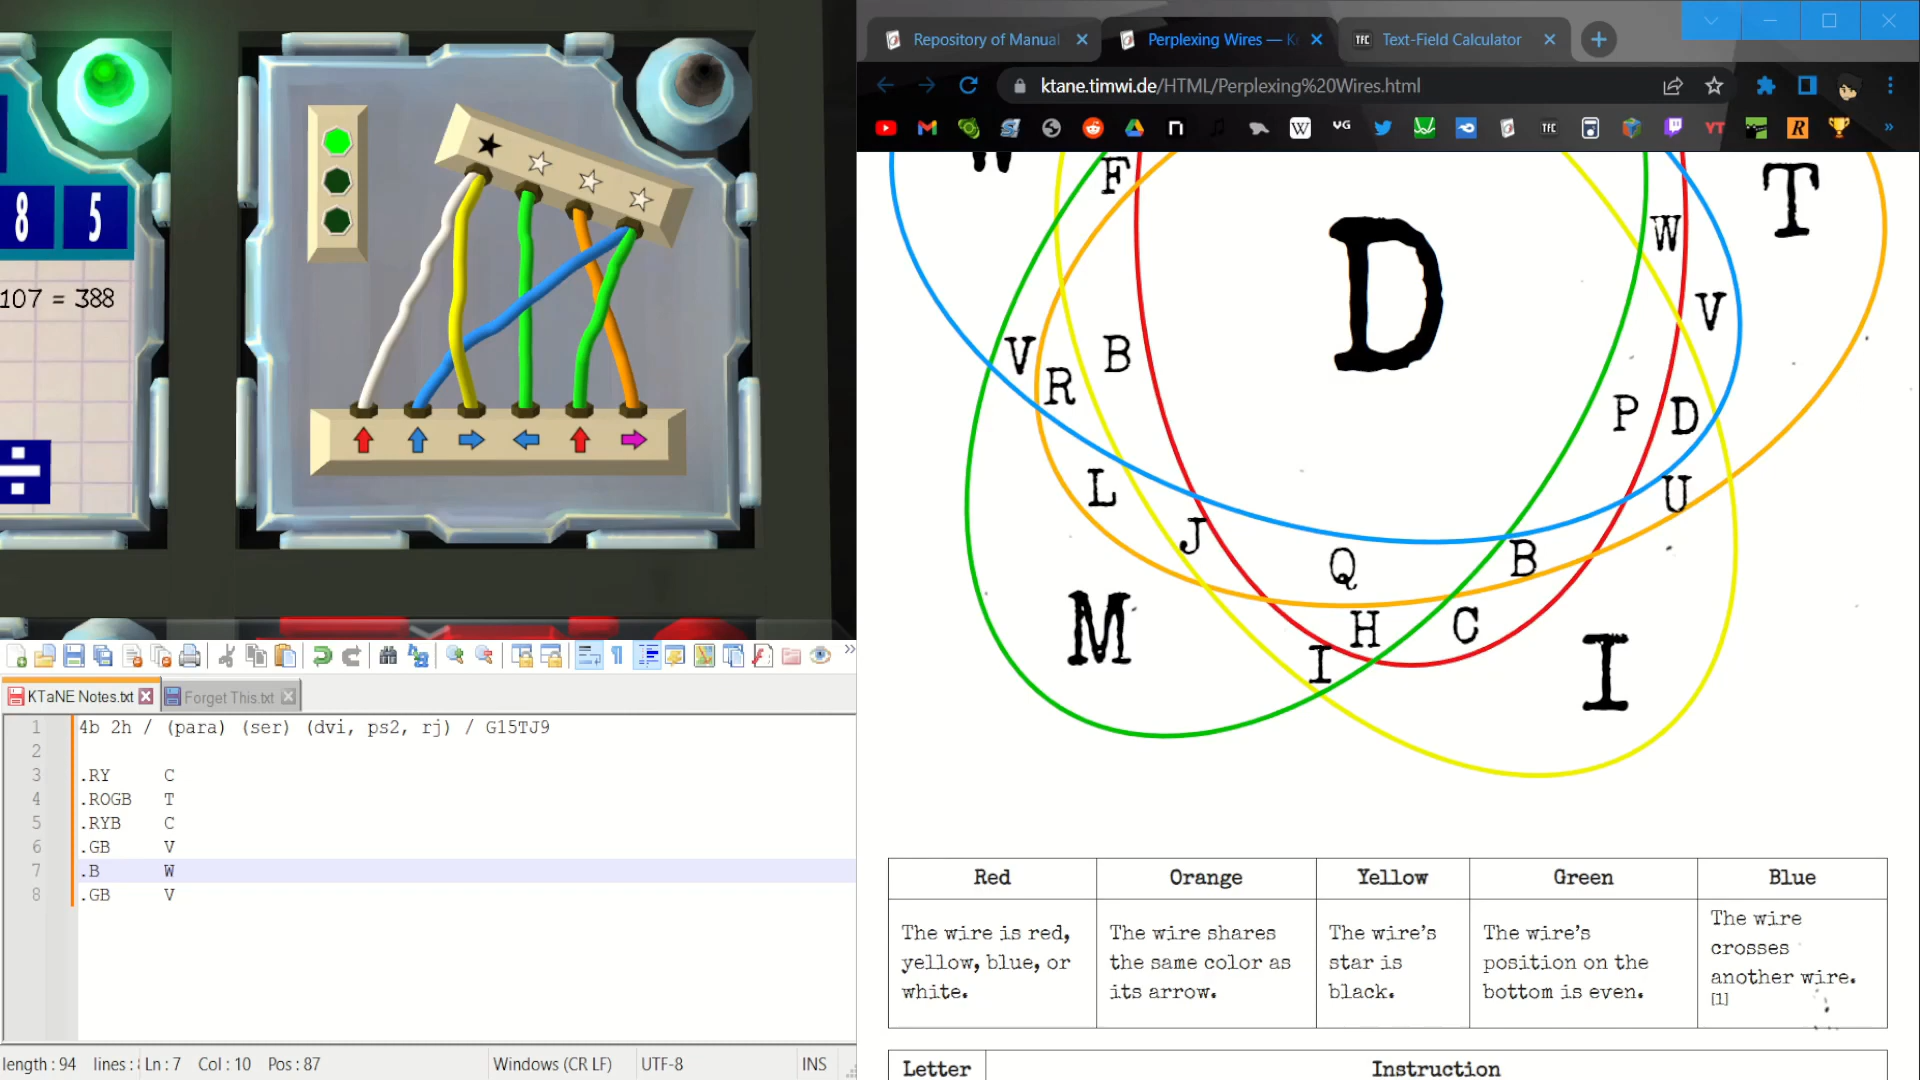 8 5
107 = 388
÷
Repository of Manual
Perplexing Wires — K
TFC Text-Field Calculator
ktane.timwi.de/HTML/Perplexing%20Wires.html
W
VG
TFC
YT
R
F
T
W
D
V
V
B
R
P
D
L
U
J
Q
B
M
H
C
I
I
Red Orange Yellow Green Blue
The wire is red, yellow, blue, or white.
The wire shares the same color as its arrow.
The wire's star is black.
The wire's position on the bottom is even.
The wire crosses another wire. [1]
Letter Instruction
KTaNE Notes.txt
Forget This.txt
1 4b 2h / (para) (ser) (dvi, ps2, rj) / G15TJ9
2
3 .RY C
4 .ROGB T
5 .RYB C
6 .GB V
7 .B W
8 .GB V
length : 94 lines : Ln : 7 Col : 10 Pos : 87 Windows (CR LF) UTF-8 INS